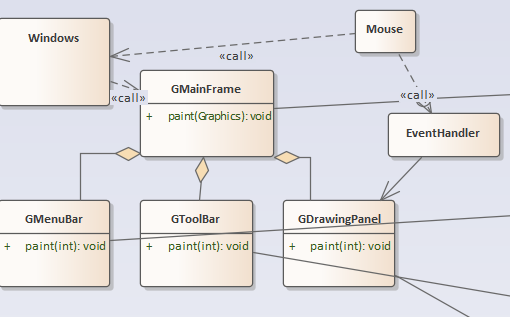 Windows
Mouse
«call»
«call»
«call»
GMainFrame
+ paint(Graphics): void
EventHandler
GMenuBar
+ paint(int): void
GToolBar
+ paint(int): void
GDrawingPanel
+ paint(int): void